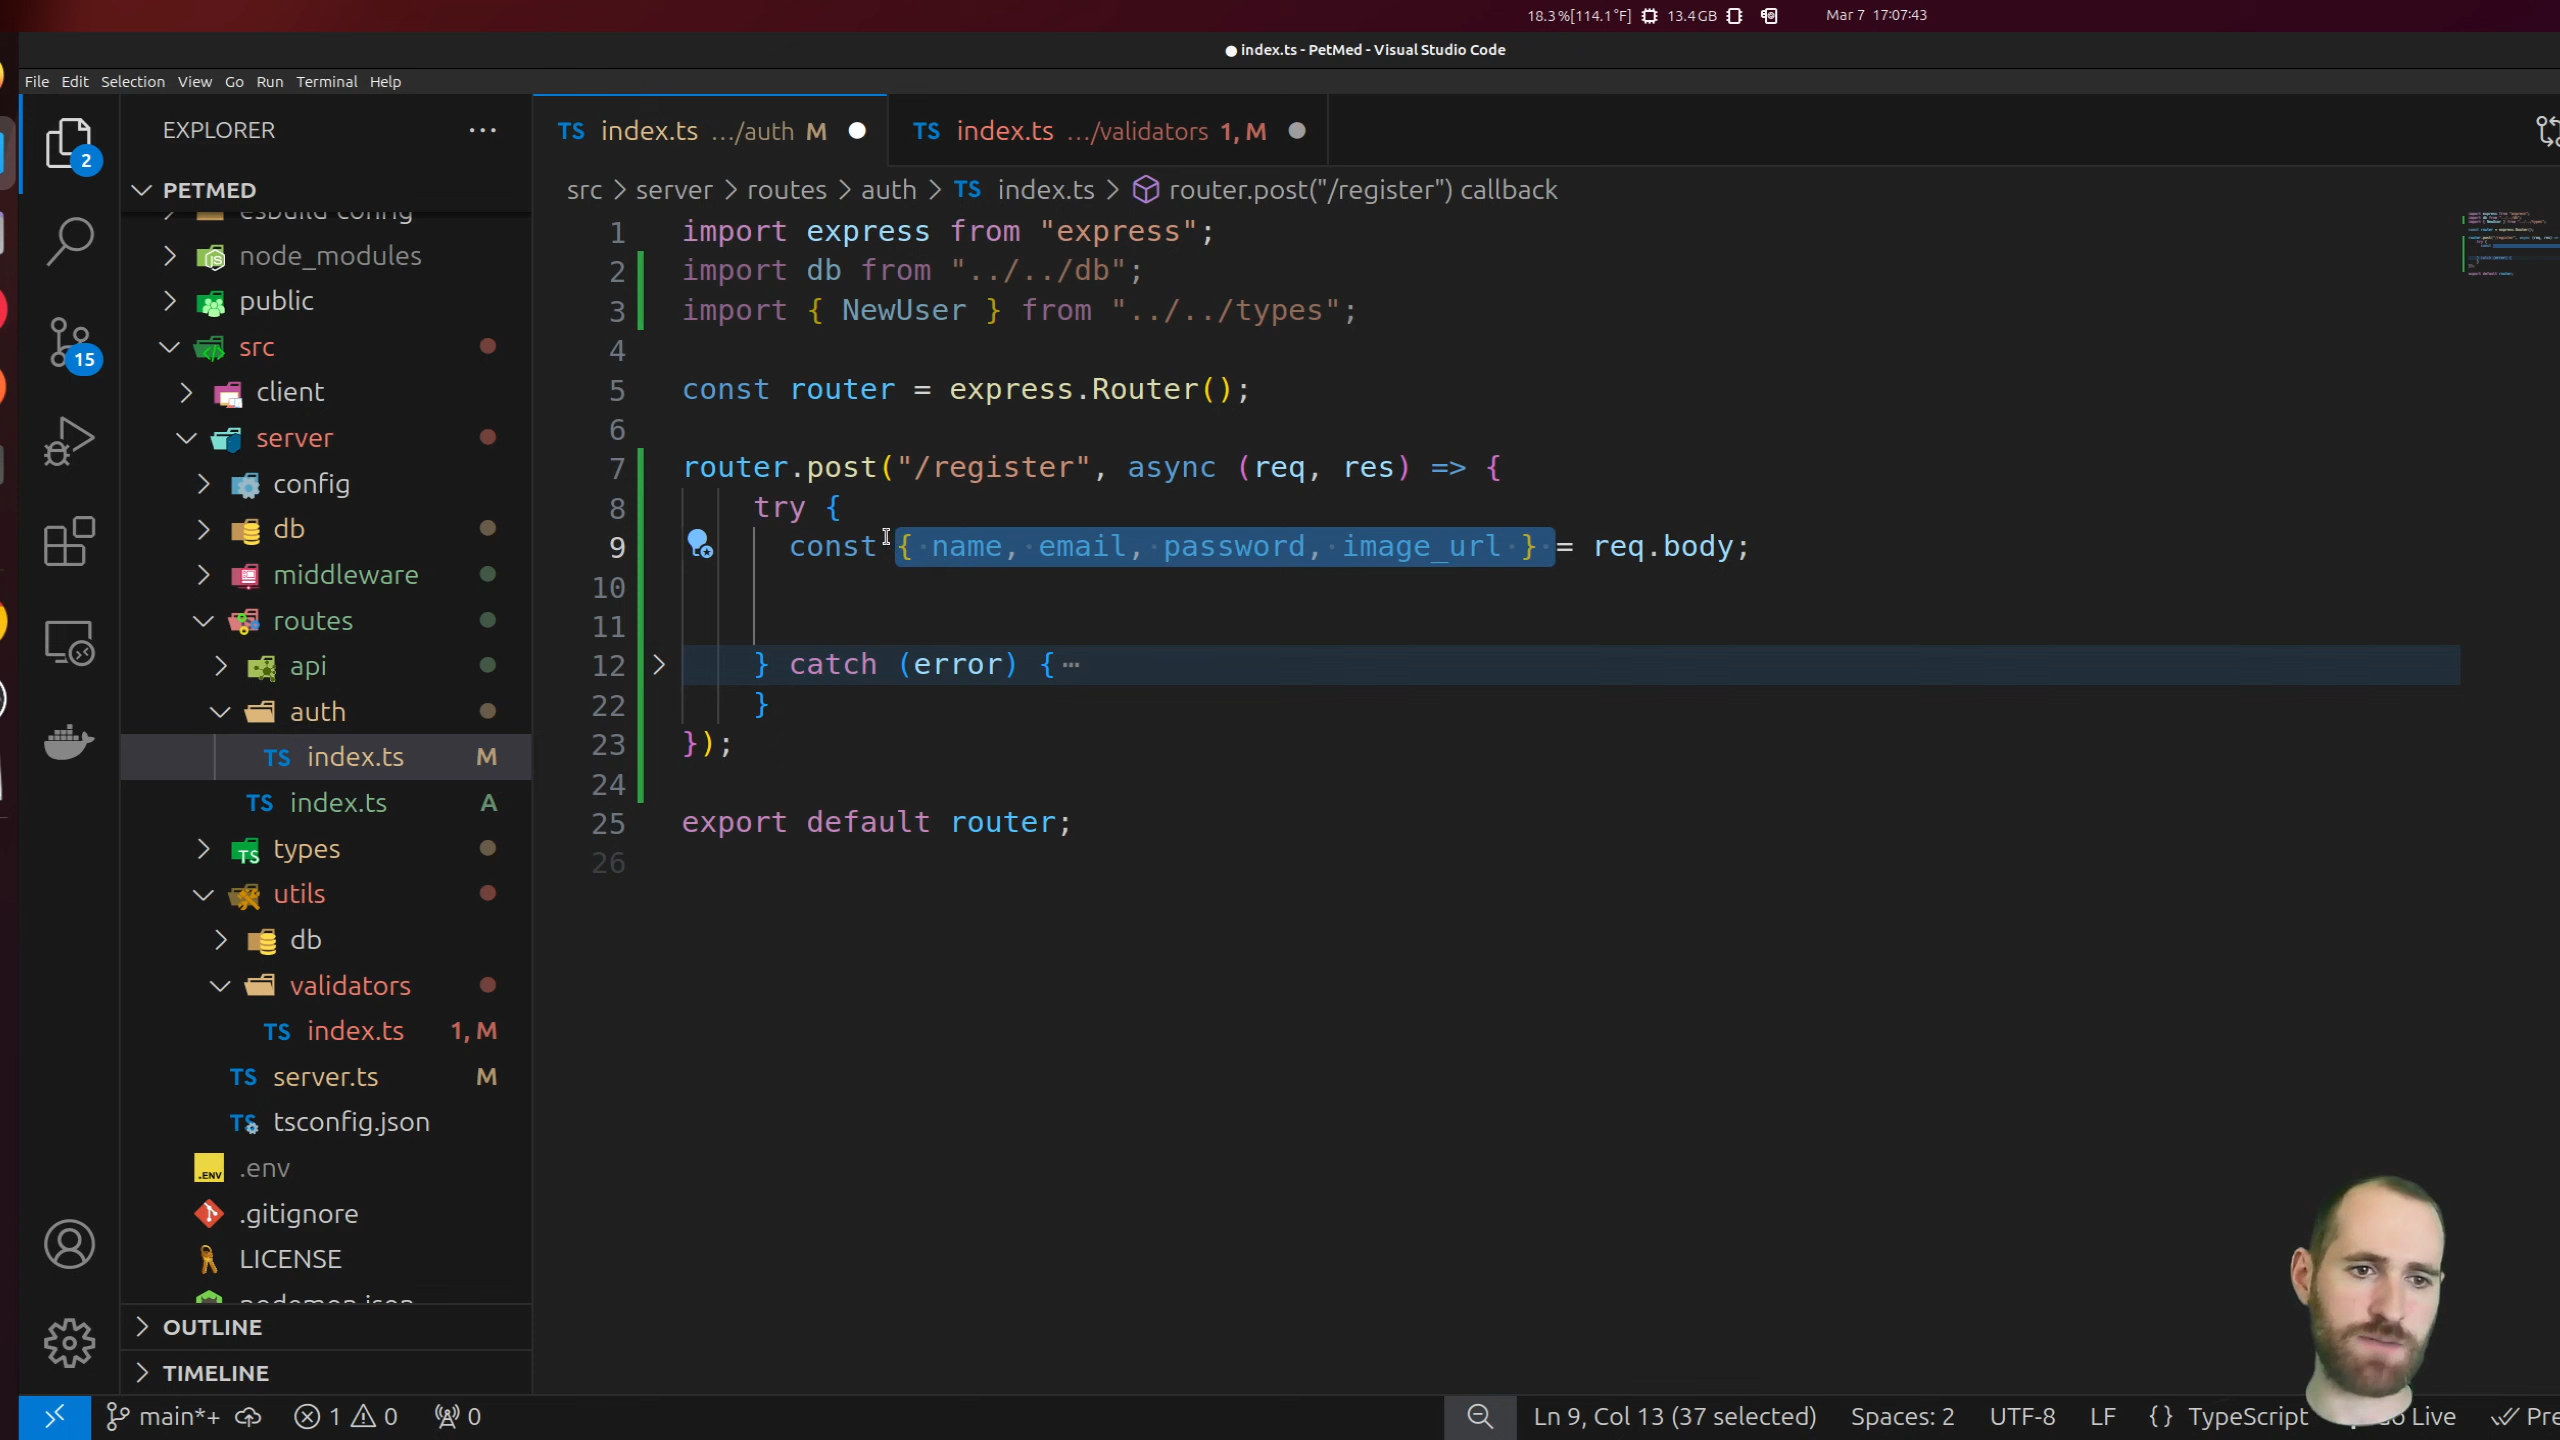 18.3%[114.1°F] 13.4GB Mar 7 17:07:43
● index.ts - PetMed - Visual Studio Code
File Edit Selection View Go Run Terminal Help
EXPLORER ···
TS index.ts .../auth M ●
TS index.ts .../validators 1, M ●
2
15
PETMED
esbuild-config
node_modules
public
src
client
server
config
db
middleware
routes
api
auth
TS index.ts M
TS index.ts A
types
utils
db
validators
TS index.ts 1, M
TS server.ts M
TS tsconfig.json
.env
.gitignore
LICENSE
nodemon.json
OUTLINE
TIMELINE
src > server > routes > auth > TS index.ts > router.post("/register") callback
1 import express from "express";
2 import db from "../../db";
3 import { NewUser } from "../../types";
4
5 const router = express.Router();
6
7 router.post("/register", async (req, res) => {
8 try {
9 const { name, email, password, image_url } = req.body;
10
11
12 } catch (error) { ···
22 }
23 });
24
25 export default router;
26
main*+ 1 0 0 Ln 9, Col 13 (37 selected) Spaces: 2 UTF-8 LF {} TypeScript Live